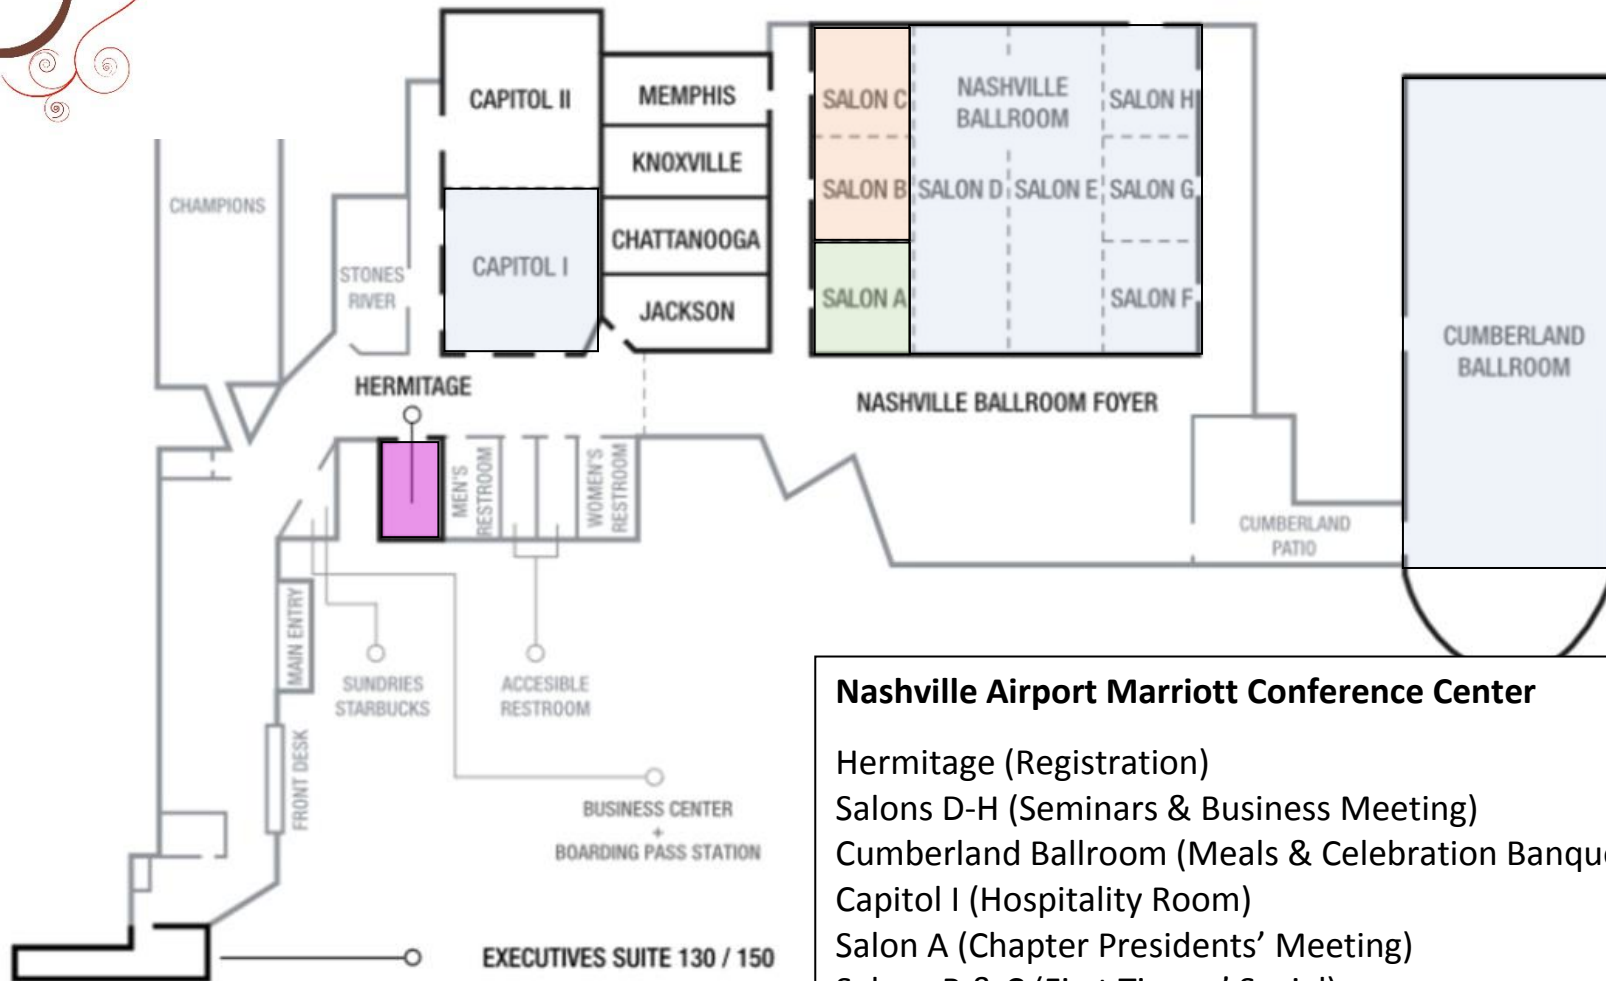 CAPITOL II
MEMPHIS
KNOXVILLE
CHATTANOOGA
JACKSON
CAPITOL I
CHAMPIONS
STONES
RIVER
SALON C
SALON B
SALON A
NASHVILLE
BALLROOM
SALON D
SALON E
SALON H
SALON G
SALON F
CUMBERLAND
BALLROOM
HERMITAGE
NASHVILLE BALLROOM FOYER
MEN'S
RESTROOM
WOMEN'S
RESTROOM
CUMBERLAND
PATIO
MAIN ENTRY
SUNDRIES
STARBUCKS
ACCESIBLE
RESTROOM
FRONT DESK
BUSINESS CENTER
+
BOARDING PASS STATION
EXECUTIVES SUITE 130 / 150
Nashville Airport Marriott Conference Center
Hermitage (Registration)
Salons D-H (Seminars & Business Meeting)
Cumberland Ballroom (Meals & Celebration Banqu
Capitol I (Hospitality Room)
Salon A (Chapter Presidents’ Meeting)